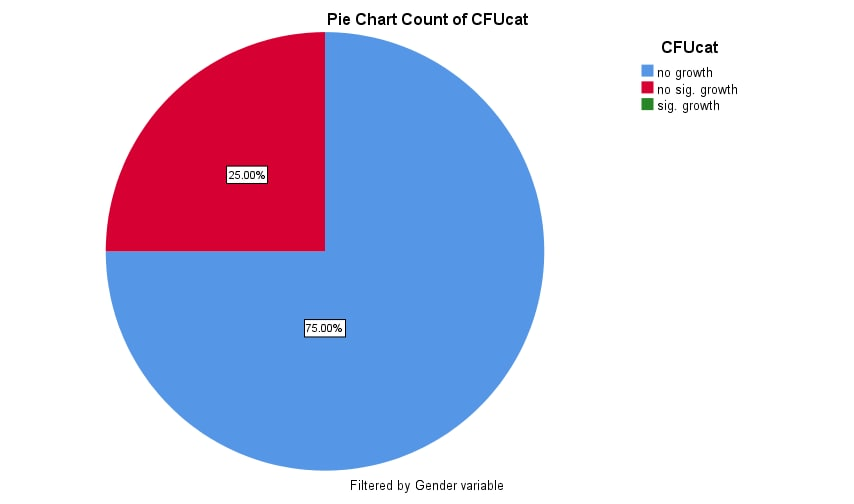 Pie Chart Count of CFUcat
CFUcat
no growth
no sig. growth
sig. growth
25.00%
75.00%
Filtered by Gender variable